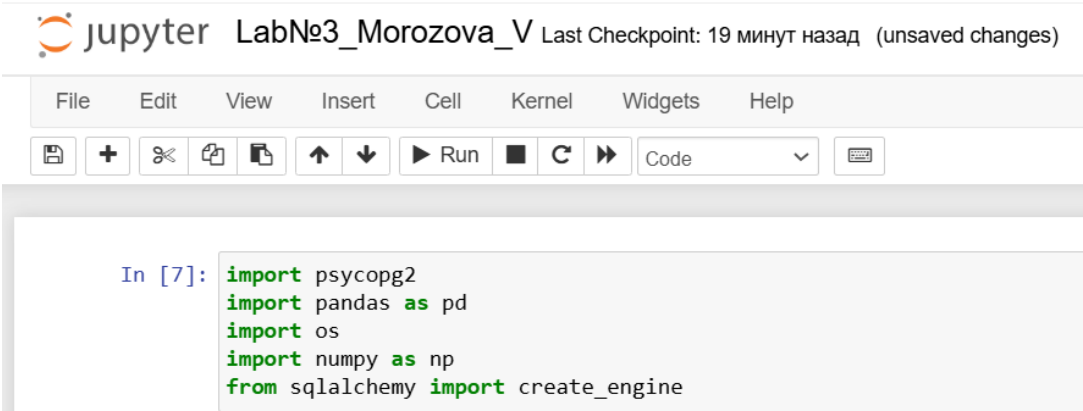 jupyter LabNo3_Morozova_V Last Checkpoint: 19 минут назад (unsaved changes)
File Edit View Insert Cell Kernel Widgets Help
Run Code
In [7]: import psycopg2
import pandas as pd
import os
import numpy as np
from sqlalchemy import create_engine